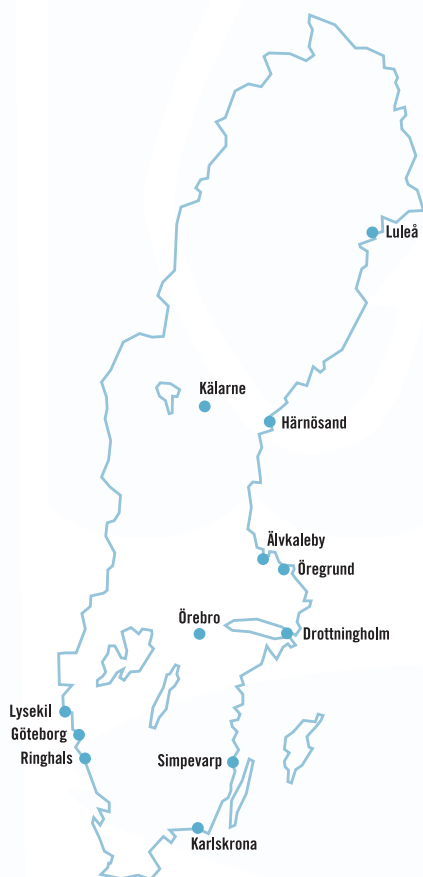 Luleå
Kälarne
Härnösand
Älvkaleby
Öregrund
Örebro
Drottningholm
Lysekil
Göteborg
Ringhals
Simpevarp
Karlskrona